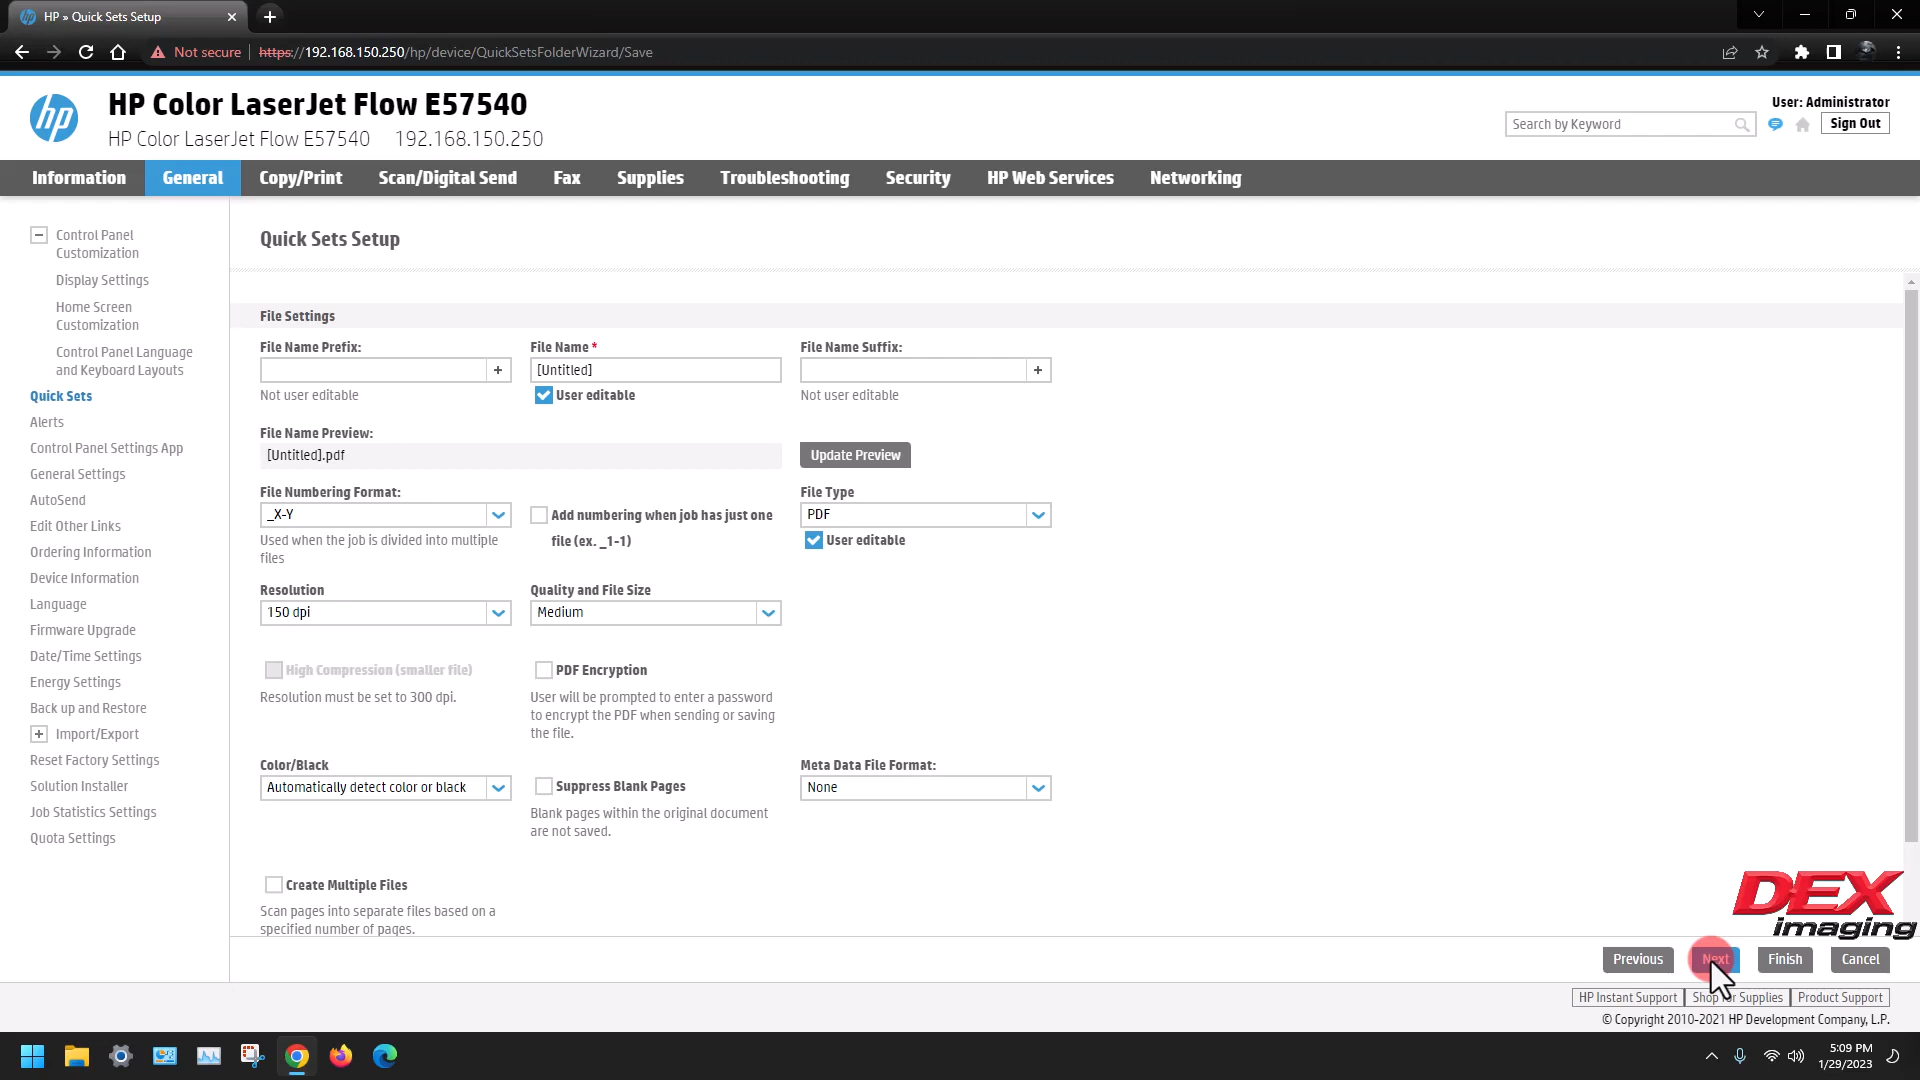 HP » Quick Sets Setup
Not secure https://192.168.150.250/hp/device/QuickSetsFolderWizard/Save
hp
HP Color LaserJet Flow E57540
HP Color LaserJet Flow E57540 192.168.150.250
User: Administrator
Search by Keyword
Sign Out
Information General Copy/Print Scan/Digital Send Fax Supplies Troubleshooting Security HP Web Services Networking
Control Panel
Customization
Display Settings
Home Screen
Customization
Control Panel Language
and Keyboard Layouts
Quick Sets
Alerts
Control Panel Settings App
General Settings
AutoSend
Edit Other Links
Ordering Information
Device Information
Language
Firmware Upgrade
Date/Time Settings
Energy Settings
Back up and Restore
Import/Export
Reset Factory Settings
Solution Installer
Job Statistics Settings
Quota Settings
Quick Sets Setup
File Settings
File Name Prefix: File Name * File Name Suffix:
[Untitled]
Not user editable User editable Not user editable
File Name Preview:
[Untitled].pdf
Update Preview
File Numbering Format:
_X-Y
Used when the job is divided into multiple
files
Add numbering when job has just one
file (ex. _1-1)
File Type
PDF
User editable
Resolution
150 dpi
Quality and File Size
Medium
High Compression (smaller file)
Resolution must be set to 300 dpi.
PDF Encryption
User will be prompted to enter a password
to encrypt the PDF when sending or saving
the file.
Color/Black
Automatically detect color or black
Suppress Blank Pages
Blank pages within the original document
are not saved.
Meta Data File Format:
None
Create Multiple Files
Scan pages into separate files based on a
specified number of pages.
DEX
imaging
Previous Next Finish Cancel
HP Instant Support Shop for Supplies Product Support
© Copyright 2010-2021 HP Development Company, L.P.
5:09 PM
1/29/2023